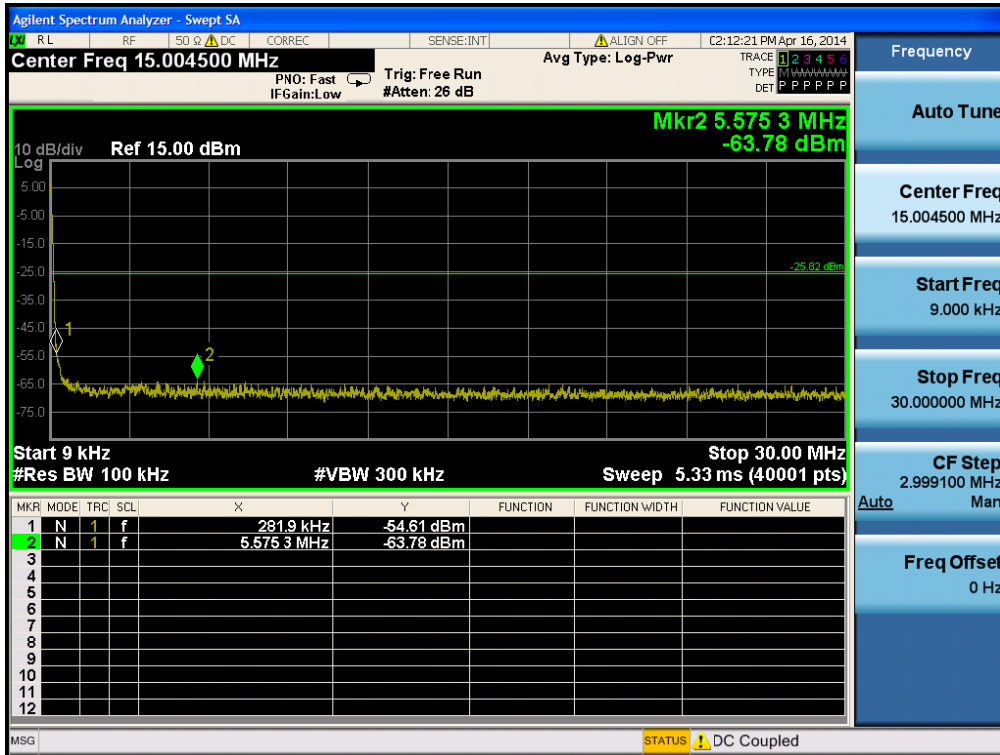 Agilent Spectrum Analyzer - Swept SA
LXI RL RF 50 Ω DC CORREC SENSE:INT ALIGN OFF 02:12:21 PM Apr 16, 2014
Center Freq 15.004500 MHz
PNO: Fast
IFGain:Low
Trig: Free Run
#Atten: 26 dB
Avg Type: Log-Pwr
TRACE 1 2 3 4 5 6
TYPE M
DET P P P P P P
Mkr2 5.575 3 MHz
-63.78 dBm
10 dB/div Ref 15.00 dBm
Log
5.00
-5.00
-15.0
-25.0
-25.82 dBm
-35.0
-45.0
1
-55.0
2
-65.0
-75.0
Start 9 kHz Stop 30.00 MHz
#Res BW 100 kHz #VBW 300 kHz Sweep 5.33 ms (40001 pts)
MKR MODE TRC SCL X Y FUNCTION FUNCTION WIDTH FUNCTION VALUE
1 N 1 f 281.9 kHz -54.61 dBm
2 N 1 f 5.575 3 MHz -63.78 dBm
3
4
5
6
7
8
9
10
11
12
MSG STATUS DC Coupled
Frequency
Auto Tune
Center Freq
15.004500 MHz
Start Freq
9.000 kHz
Stop Freq
30.000000 MHz
CF Step
2.999100 MHz
Auto Man
Freq Offset
0 Hz